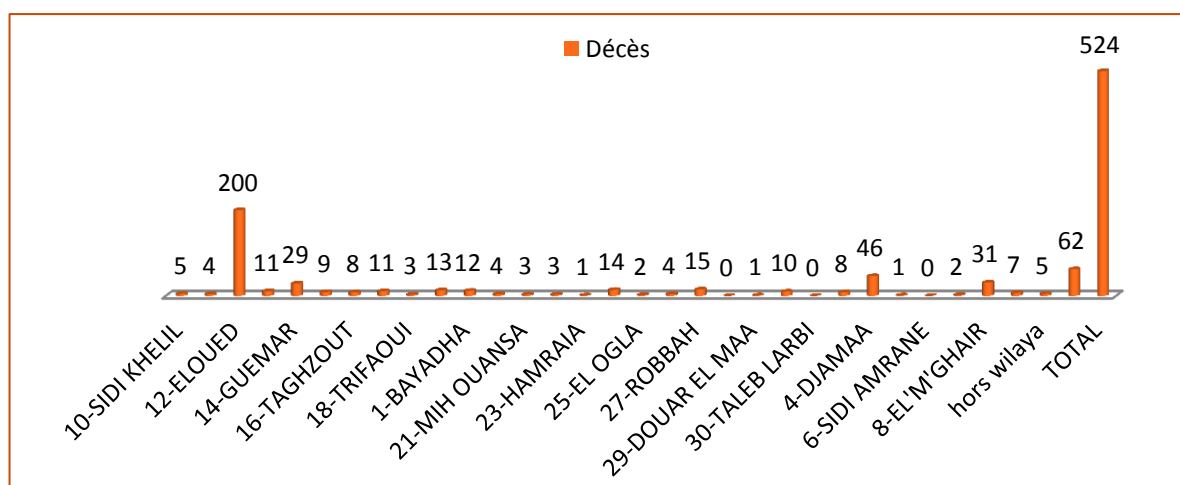 Décès
524
200
5 4 11 29 9 8 11 3 13 12 4 3 3 1 14 2 4 15 0 1 10 0 8 46 1 0 2 31 7 5 62
10-SIDI KHELIL
12-ELOUED
14-GUEMAR
16-TAGHZOUT
18-TRIFAOUI
1-BAYADHA
21-MIH OUANSA
23-HAMRAIA
25-EL OGLA
27-ROBBAH
29-DOUAR EL MAA
30-TALEB LARBI
4-DJAMAA
6-SIDI AMRANE
8-EL'M'GHAIR
hors wilaya
TOTAL